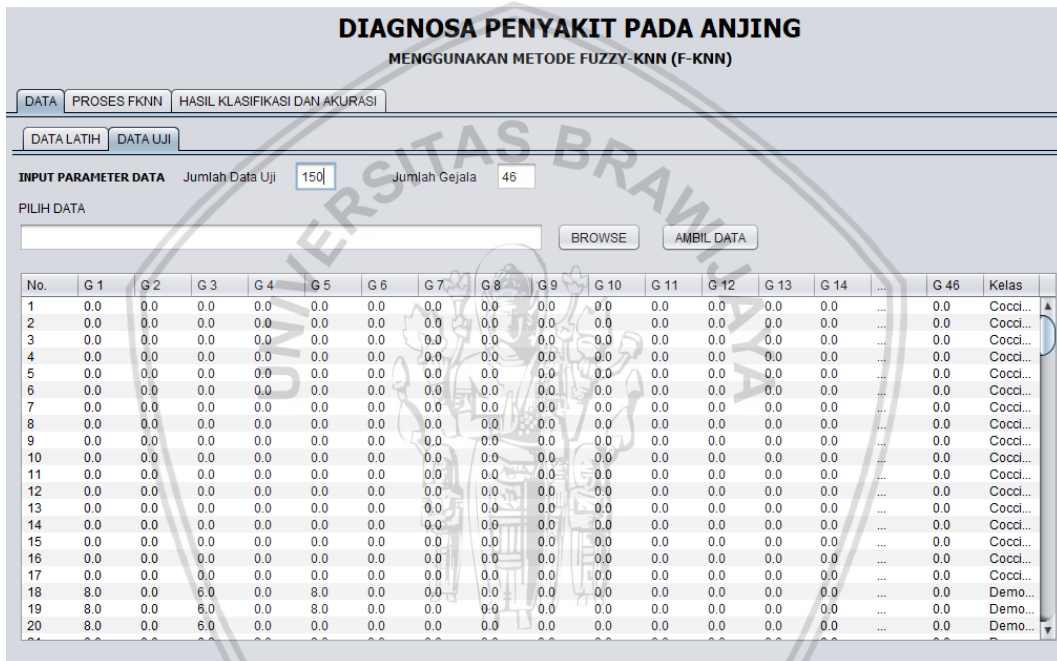 DIAGNOSA PENYAKIT PADA ANJING
MENGGUNAKAN METODE FUZZY-KNN (F-KNN)
DATA PROSES FKNN HASIL KLASIFIKASI DAN AKURASI
DATA LATIH DATA UJI
INPUT PARAMETER DATA Jumlah Data Uji 150 Jumlah Gejala 46
PILIH DATA
BROWSE AMBIL DATA
No. G 1 G 2 G 3 G 4 G 5 G 6 G 7 G 8 G 9 G 10 G 11 G 12 G 13 G 14 ... G 46 Kelas
1 0.0 0.0 0.0 0.0 0.0 0.0 0.0 0.0 0.0 0.0 0.0 0.0 0.0 0.0 ... 0.0 Cocci...
2 0.0 0.0 0.0 0.0 0.0 0.0 0.0 0.0 0.0 0.0 0.0 0.0 0.0 0.0 ... 0.0 Cocci...
3 0.0 0.0 0.0 0.0 0.0 0.0 0.0 0.0 0.0 0.0 0.0 0.0 0.0 0.0 ... 0.0 Cocci...
4 0.0 0.0 0.0 0.0 0.0 0.0 0.0 0.0 0.0 0.0 0.0 0.0 0.0 0.0 ... 0.0 Cocci...
5 0.0 0.0 0.0 0.0 0.0 0.0 0.0 0.0 0.0 0.0 0.0 0.0 0.0 0.0 ... 0.0 Cocci...
6 0.0 0.0 0.0 0.0 0.0 0.0 0.0 0.0 0.0 0.0 0.0 0.0 0.0 0.0 ... 0.0 Cocci...
7 0.0 0.0 0.0 0.0 0.0 0.0 0.0 0.0 0.0 0.0 0.0 0.0 0.0 0.0 ... 0.0 Cocci...
8 0.0 0.0 0.0 0.0 0.0 0.0 0.0 0.0 0.0 0.0 0.0 0.0 0.0 0.0 ... 0.0 Cocci...
9 0.0 0.0 0.0 0.0 0.0 0.0 0.0 0.0 0.0 0.0 0.0 0.0 0.0 0.0 ... 0.0 Cocci...
10 0.0 0.0 0.0 0.0 0.0 0.0 0.0 0.0 0.0 0.0 0.0 0.0 0.0 0.0 ... 0.0 Cocci...
11 0.0 0.0 0.0 0.0 0.0 0.0 0.0 0.0 0.0 0.0 0.0 0.0 0.0 0.0 ... 0.0 Cocci...
12 0.0 0.0 0.0 0.0 0.0 0.0 0.0 0.0 0.0 0.0 0.0 0.0 0.0 0.0 ... 0.0 Cocci...
13 0.0 0.0 0.0 0.0 0.0 0.0 0.0 0.0 0.0 0.0 0.0 0.0 0.0 0.0 ... 0.0 Cocci...
14 0.0 0.0 0.0 0.0 0.0 0.0 0.0 0.0 0.0 0.0 0.0 0.0 0.0 0.0 ... 0.0 Cocci...
15 0.0 0.0 0.0 0.0 0.0 0.0 0.0 0.0 0.0 0.0 0.0 0.0 0.0 0.0 ... 0.0 Cocci...
16 0.0 0.0 0.0 0.0 0.0 0.0 0.0 0.0 0.0 0.0 0.0 0.0 0.0 0.0 ... 0.0 Cocci...
17 0.0 0.0 0.0 0.0 0.0 0.0 0.0 0.0 0.0 0.0 0.0 0.0 0.0 0.0 ... 0.0 Cocci...
18 8.0 0.0 6.0 0.0 8.0 0.0 0.0 0.0 0.0 0.0 0.0 0.0 0.0 0.0 ... 0.0 Demo...
19 8.0 0.0 6.0 0.0 8.0 0.0 0.0 0.0 0.0 0.0 0.0 0.0 0.0 0.0 ... 0.0 Demo...
20 8.0 0.0 6.0 0.0 8.0 0.0 0.0 0.0 0.0 0.0 0.0 0.0 0.0 0.0 ... 0.0 Demo...
UNIVERSITAS BRAWIJAYA